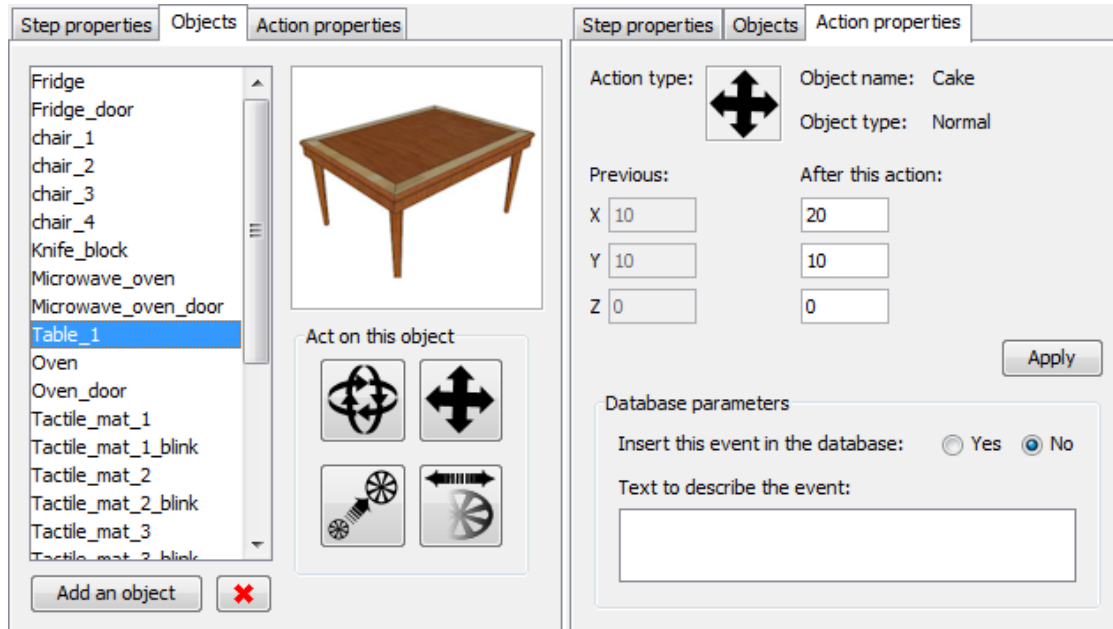 Step properties Objects Action properties
Fridge
Fridge_door
chair_1
chair_2
chair_3
chair_4
Knife_block
Microwave_oven
Microwave_oven_door
Table_1
Oven
Oven_door
Tactile_mat_1
Tactile_mat_1_blink
Tactile_mat_2
Tactile_mat_2_blink
Tactile_mat_3
Tactile_mat_3_blink
Add an object
Act on this object
Step properties Objects Action properties
Action type:
Object name: Cake
Object type: Normal
Previous: After this action:
X 10 20
Y 10 10
Z 0 0
Apply
Database parameters
Insert this event in the database: Yes No
Text to describe the event: